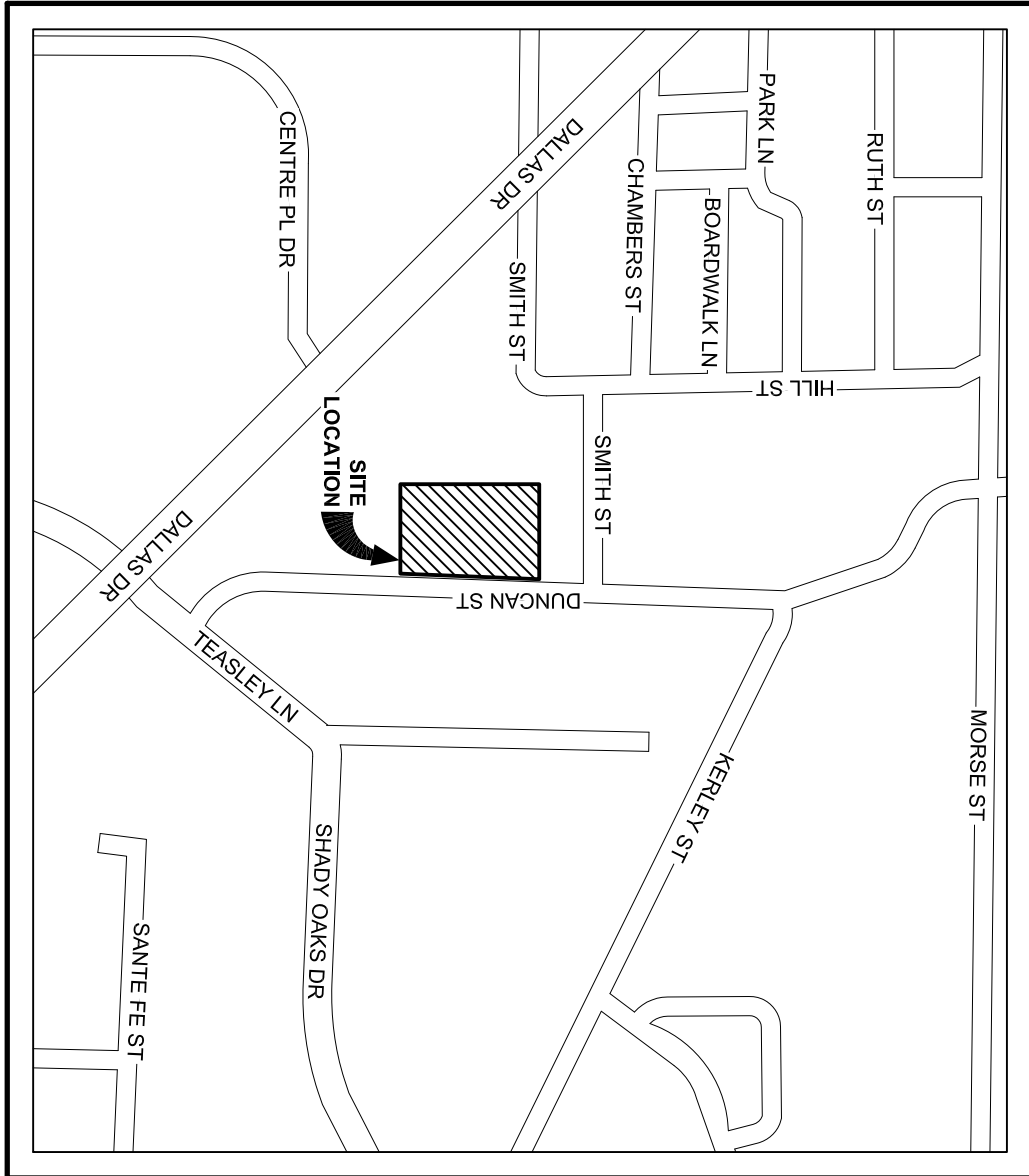 MORSE ST
RUTH ST
PARK LN
HILL ST
BOARDWALK LN
CHAMBERS ST
SMITH ST
SMITH ST
DALLAS DR
DUNCAN ST
KERLEY ST
SITE
LOCATION
CENTRE PL DR
SHADY OAKS DR
TEASLEY LN
DALLAS DR
SANTE FE ST